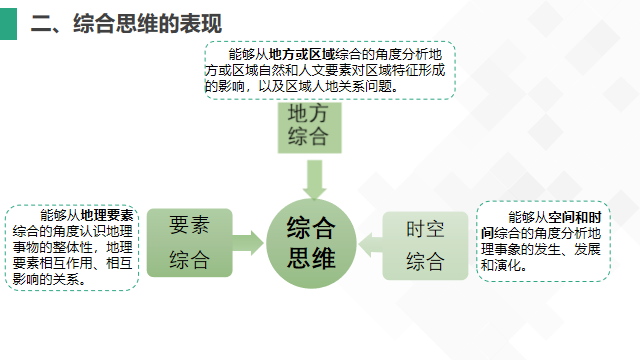 二、综合思维的表现
能够从地方或区域综合的角度分析地
方或区域自然和人文要素对区域特征形成
的影响，以及区域人地关系问题。
地方
综合
能够从地理要素
综合的角度认识地理
事物的整体性，地理
要素相互作用、相互
影响的关系。
要素
综合
综合
思维
时空
综合
能够从空间和时
间综合的角度分析地
理事象的发生、发展
和演化。